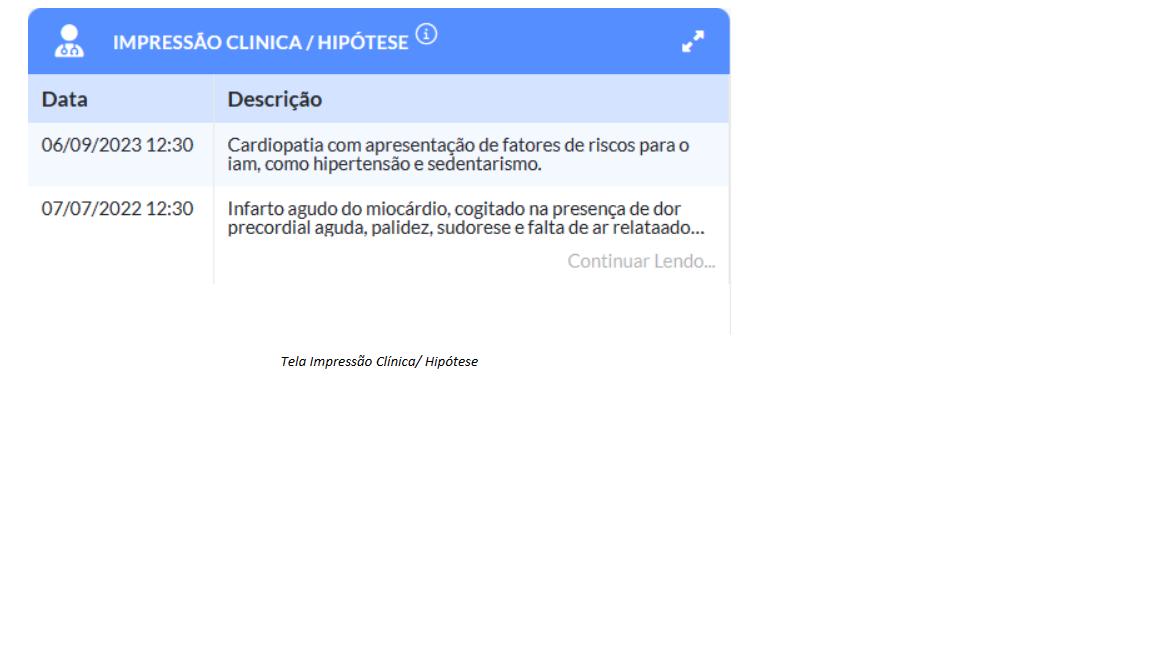 IMPRESSÃO CLINICA / HIPÓTESE
Data
Descrição
06/09/2023 12:30
Cardiopatia com apresentação de fatores de riscos para o
iam, como hipertensão e sedentarismo.
07/07/2022 12:30
Infarto agudo do miocárdio, cogitado na presença de dor
precordial aguda, palidez, sudorese e falta de ar relataado...
Continuar Lendo...
Tela Impressão Clínica/ Hipótese